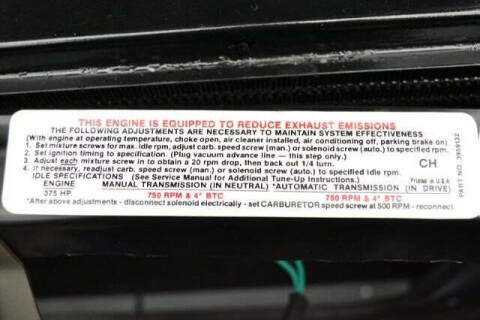 THIS ENGINE IS EQUIPPED TO REDUCE EXHAUST EMISSIONS
THE FOLLOWING ADJUSTMENTS ARE NECESSARY TO MAINTAIN SYSTEM EFFECTIVENESS
(With engine at operating temperature, choke open, air cleaner installed, air conditioning off, parking brake on)
1. Set mixture screws for max. idle rpm, adjust carb. speed screw (man.) or solenoid screw (auto.) to specified rpm.
2. Set ignition timing to specification. (Plug vacuum advance line — this step only.)
3. Adjust each mixture screw in to obtain a 20 rpm drop, then back out 1/4 turn.
4. If necessary, readjust carb. speed screw (man.) or solenoid screw (auto.) to specified idle rpm.
CH
IDLE SPECIFICATIONS (See Service Manual for Additional Tune-Up Instructions.)
Printed in U.S.A.
ENGINE MANUAL TRANSMISSION (IN NEUTRAL) *AUTOMATIC TRANSMISSION (IN DRIVE)
375 HP. 750 RPM & 4° BTC 750 RPM & 4° BTC
*After above adjustments - disconnect solenoid electrically - set CARBURETOR speed screw at 500 RPM - reconnect.
PART NO. 3959132